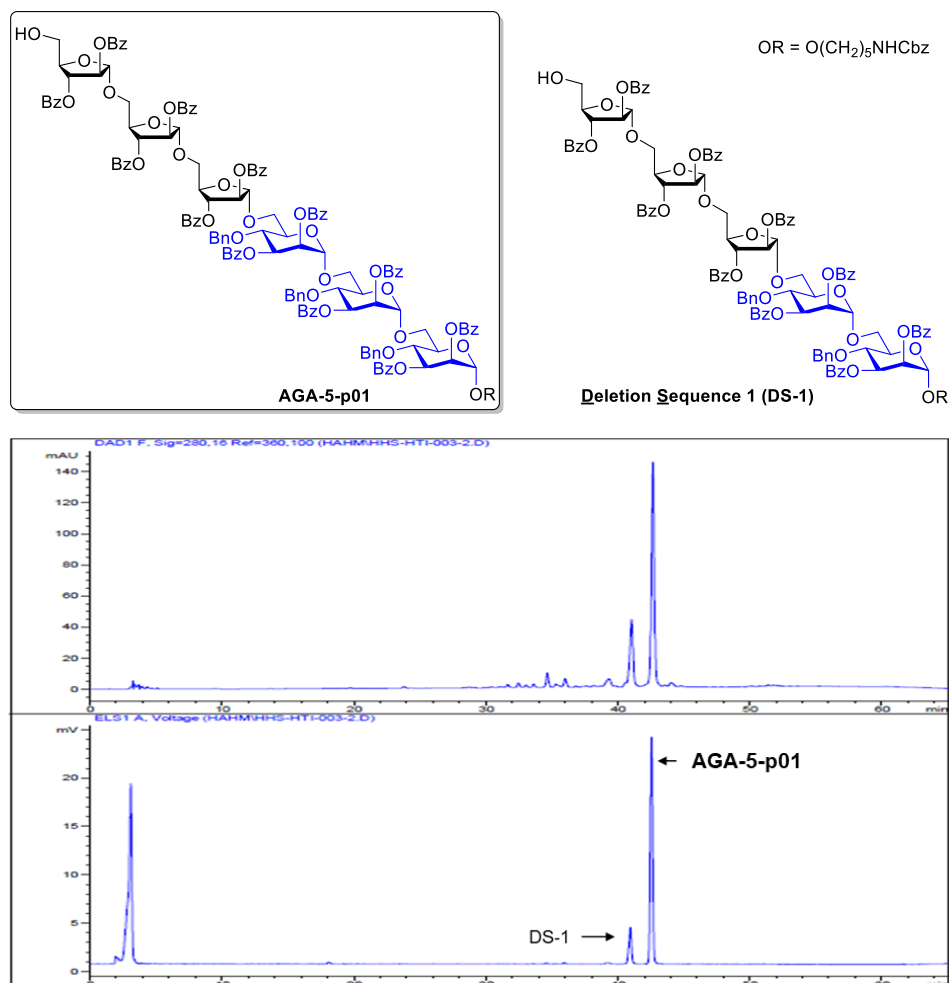 HO
OBz
O
O
BzO
OBz
O
O
BzO
OBz
O
BzO
O
OBz
BnO
O
BzO
O
OBz
BnO
O
BzO
O
OBz
BnO
O
BzO
OR
AGA-5-p01
OR = O(CH2)5NHCbz
HO
OBz
O
O
BzO
OBz
O
O
BzO
OBz
O
BzO
O
OBz
BnO
O
BzO
O
OBz
BnO
O
BzO
OR
Deletion Sequence 1 (DS-1)
DAD1 F, Sig=280,16 Ref=360,100 (HAHM\HHS-HTI-003-2.D)
mAU
140
120
100
80
60
40
20
0
0 10 20 30 40 50 60 min
ELS1 A, Voltage (HAHM\HHS-HTI-003-2.D)
mV
20
15
10
5
0
AGA-5-p01
DS-1